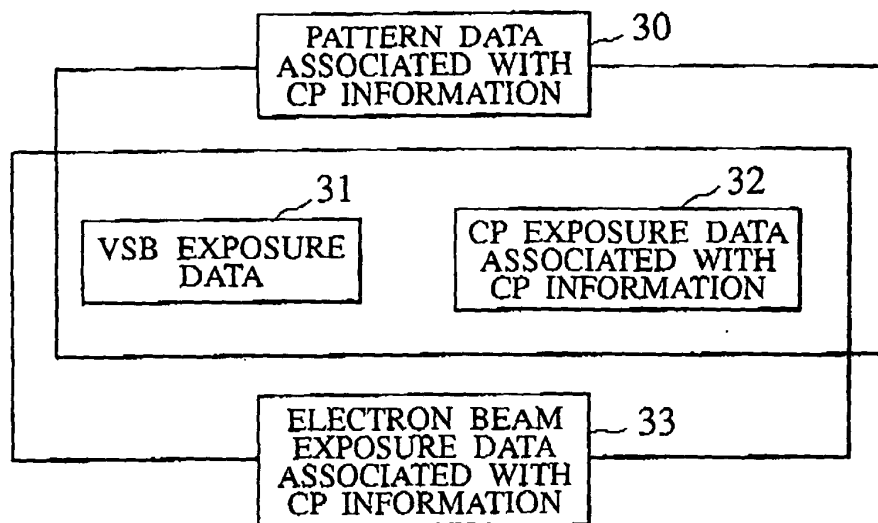 PATTERN DATA
ASSOCIATED WITH
CP INFORMATION
30
31
VSB EXPOSURE
DATA
32
CP EXPOSURE DATA
ASSOCIATED WITH
CP INFORMATION
ELECTRON BEAM
EXPOSURE DATA
ASSOCIATED WITH
CP INFORMATION
33